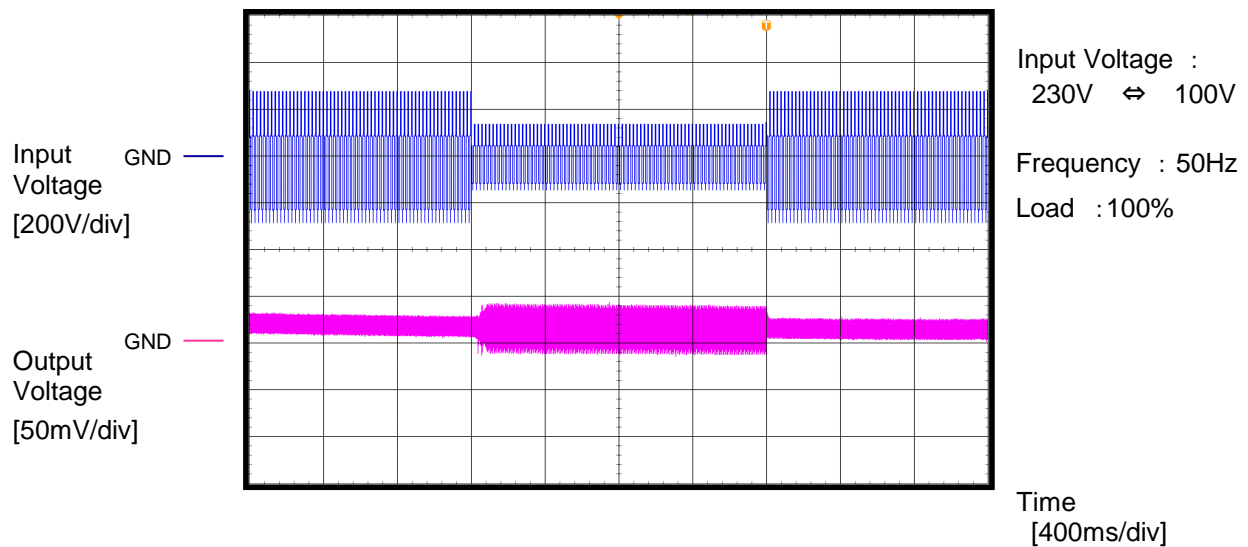 Input
Voltage
[200V/div]
GND
Output
Voltage
[50mV/div]
GND
T
Input Voltage :
230V ⇔ 100V
Frequency : 50Hz
Load :100%
Time
[400ms/div]